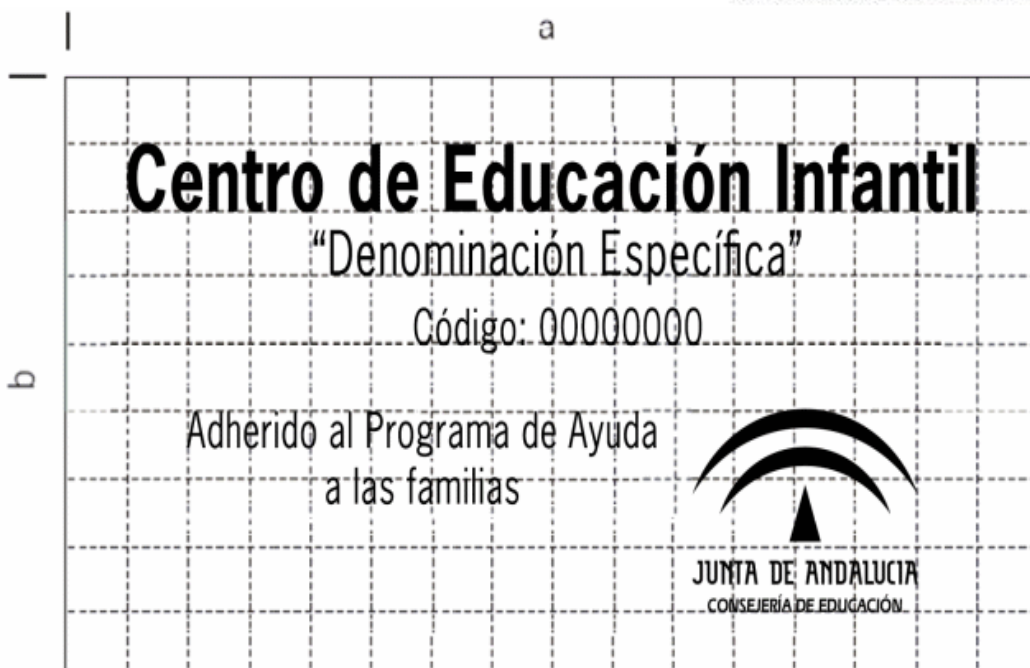 a
Centro de Educación Infantil
“Denominación Específica”
Código: 00000000
b
Adherido al Programa de Ayuda
a las familias
JUNTA DE ANDALUCIA
CONSEJERÍA DE EDUCACIÓN